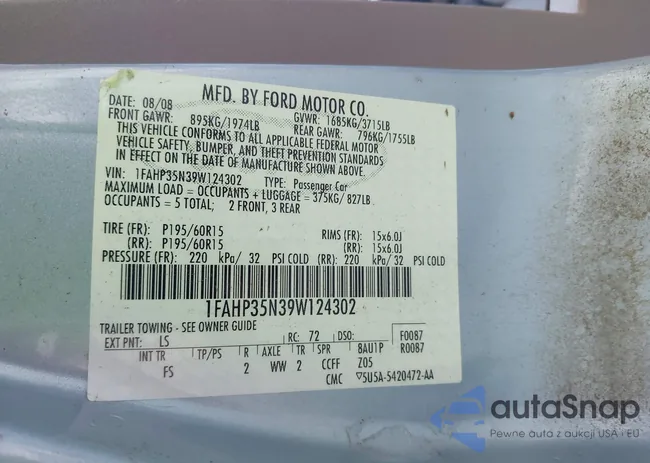 MFD. BY FORD MOTOR CO.
DATE: 08/08 GVWR: 1685KG/3715LB
FRONT GAWR: 895KG/1974LB REAR GAWR: 796KG/1755LB
THIS VEHICLE CONFORMS TO ALL APPLICABLE FEDERAL MOTOR
VEHICLE SAFETY, BUMPER, AND THEFT PREVENTION STANDARDS
IN EFFECT ON THE DATE OF MANUFACTURE SHOWN ABOVE.
VIN: 1FAHP35N39W124302 TYPE: Passenger Car
MAXIMUM LOAD = OCCUPANTS + LUGGAGE = 375KG/ 827LB
OCCUPANTS = 5 TOTAL; 2 FRONT, 3 REAR
TIRE (FR): P195/60R15 RIMS (FR): 15x6.0J
(RR): P195/60R15 (RR): 15x6.0J
PRESSURE (FR): 220 kPa/ 32 PSI COLD (RR): 220 kPa/ 32 PSI COLD
1FAHP35N39W124302
TRAILER TOWING - SEE OWNER GUIDE
EXT PNT: LS RC: 72 DSO: F0087
INT TR TP/PS R AXLE TR SPR 8AU1P R0087
FS 2 WW 2 CCFF Z05
CMC ▽5U5A-5420472-AA
autaSnap
Pewne auta z aukcji USA i EU